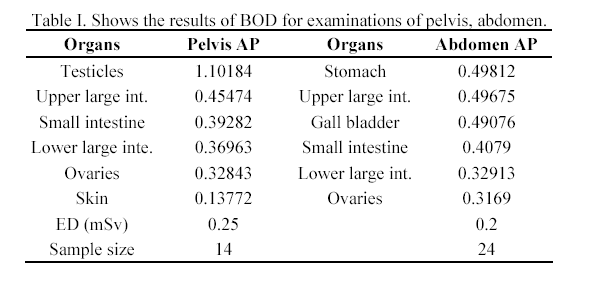 Table I. Shows the results of BOD for examinations of pelvis, abdomen.
Organs Pelvis AP Organs Abdomen AP
Testicles 1.10184 Stomach 0.49812
Upper large int. 0.45474 Upper large int. 0.49675
Small intestine 0.39282 Gall bladder 0.49076
Lower large inte. 0.36963 Small intestine 0.4079
Ovaries 0.32843 Lower large int. 0.32913
Skin 0.13772 Ovaries 0.3169
ED (mSv) 0.25 0.2
Sample size 14 24